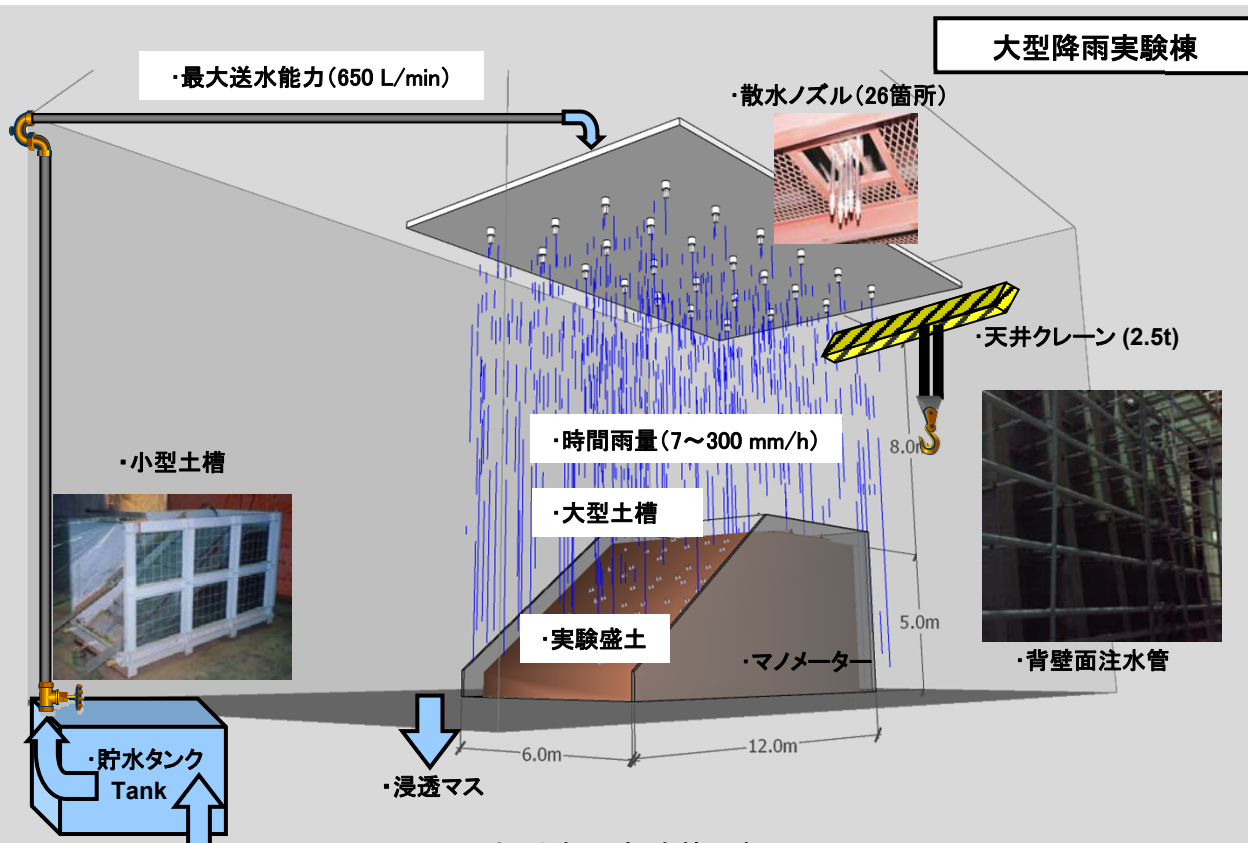 大型降雨実験棟
・最大送水能力(650 L/min)
・散水ノズル(26箇所)
・天井クレーン (2.5t)
・時間雨量(7～300 mm/h)
8.0m
・小型土槽
・大型土槽
・実験盛土
5.0m
・マノメーター
・背壁面注水管
6.0m
12.0m
・貯水タンク
Tank
・浸透マス